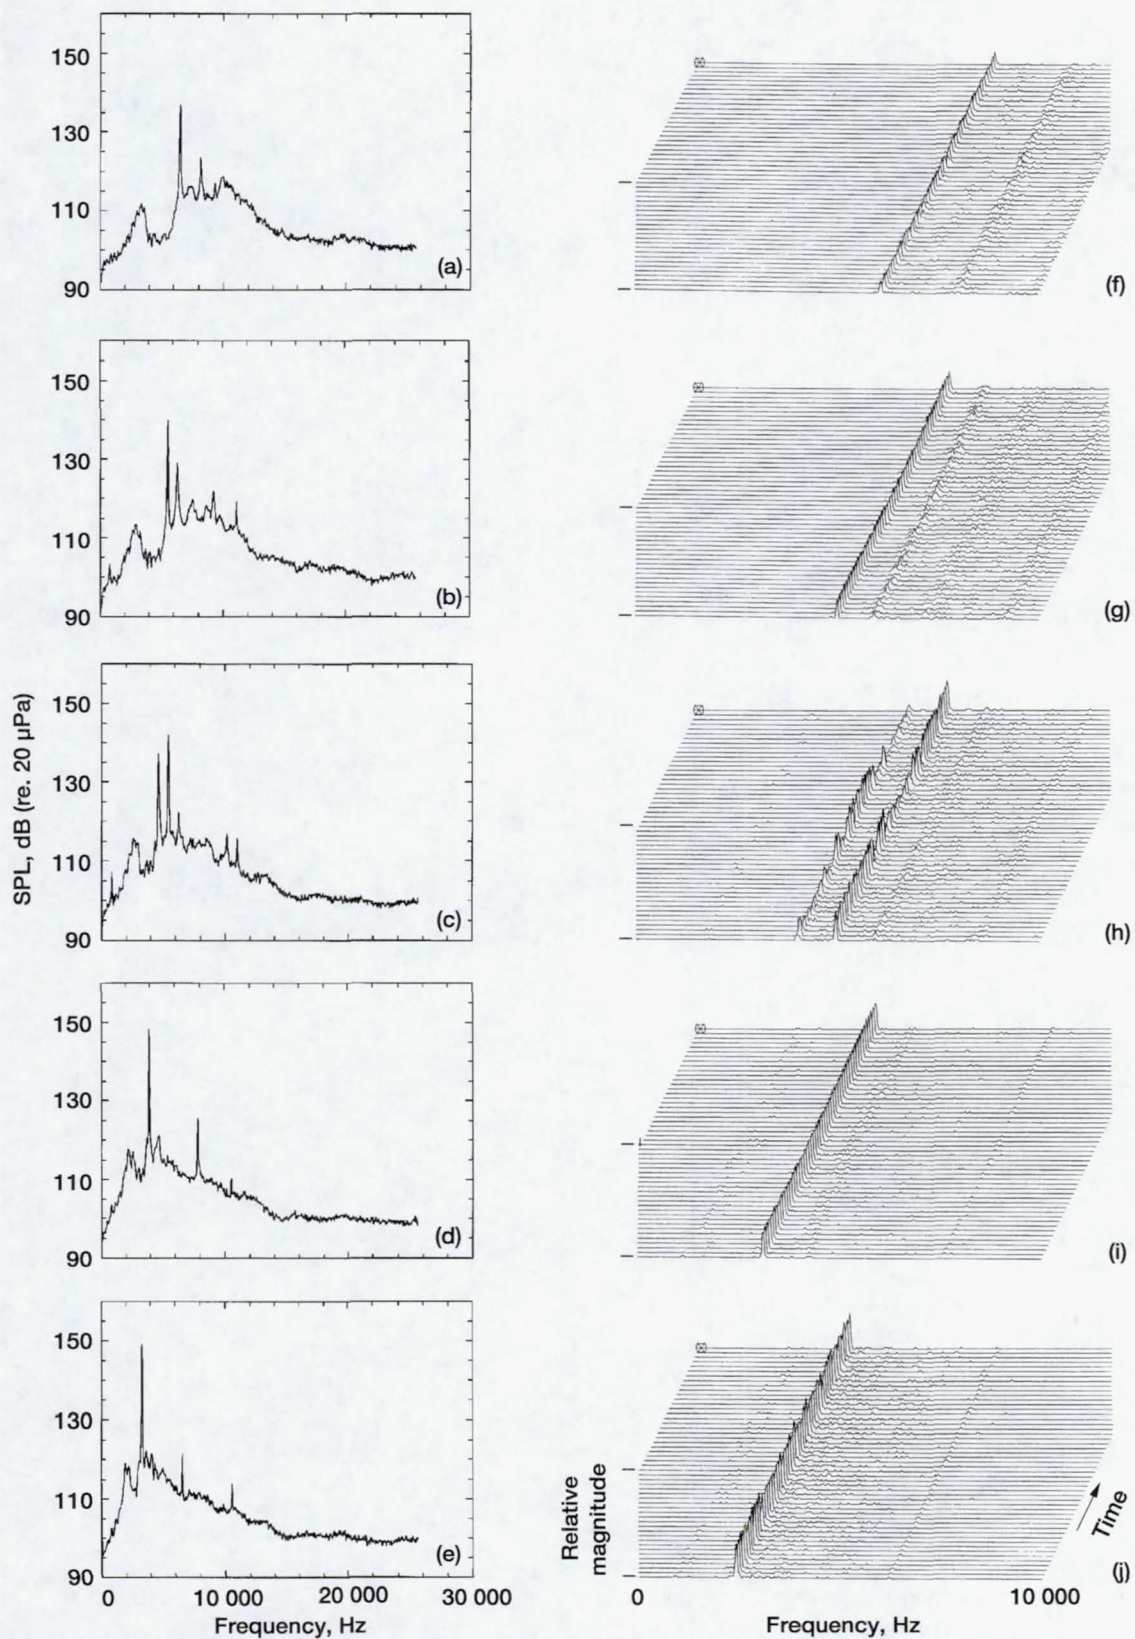 150
130
110
90
(a)
(f)
150
130
110
90
(b)
(g)
SPL, dB (re. 20 μPa)
150
130
110
90
(c)
(h)
150
130
110
90
(d)
(i)
150
130
110
90
(e)
Relative
magnitude
Time
(j)
0 10 000 20 000 30 000
Frequency, Hz
0 10 000
Frequency, Hz